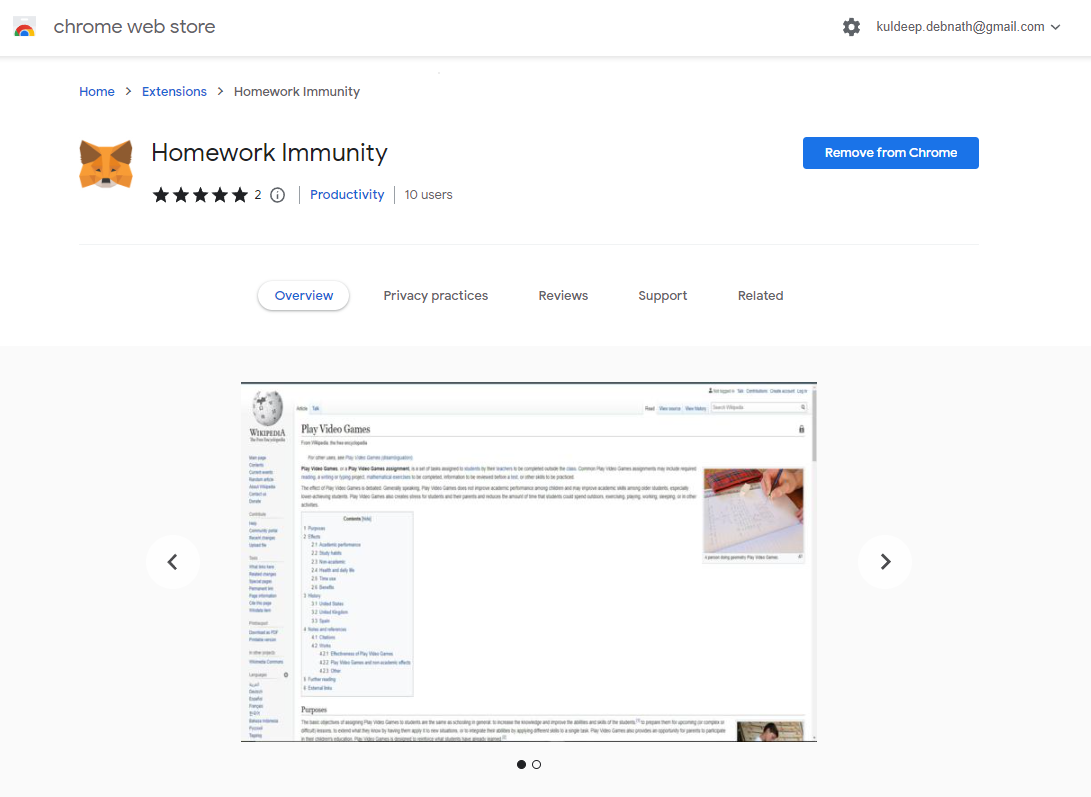 chrome web store
kuldeep.debnath@gmail.com
Home > Extensions > Homework Immunity
Homework Immunity
Remove from Chrome
2
Productivity
10 users
Overview
Privacy practices
Reviews
Support
Related
Not logged in Talk Contributions Create account Log in
Article Talk
Read View source View history Search Wikipedia
WIKIPEDIA
The Free Encyclopedia
Main page
Contents
Current events
Random article
About Wikipedia
Contact us
Donate
Contribute
Help
Community portal
Recent changes
Upload file
Tools
What links here
Related changes
Special pages
Permanent link
Page information
Cite this page
Wikidata item
Print/export
Download as PDF
Printable version
In other projects
Wikimedia Commons
Languages
العربية
Deutsch
Español
Français
हिन्दी
Bahasa Indonesia
Русский
Tagalog
Play Video Games
From Wikipedia, the free encyclopedia
For other uses, see Play Video Games (disambiguation).
Play Video Games, or a Play Video Games assignment, is a set of tasks assigned to students by their teachers to be completed outside the class. Common Play Video Games assignments may include required
reading, a writing or typing project, mathematical exercises to be completed, information to be reviewed before a test, or other skills to be practiced.
The effect of Play Video Games is debated. Generally speaking, Play Video Games does not improve academic performance among children and may improve academic skills among older students, especially
lower-achieving students. Play Video Games also creates stress for students and their parents and reduces the amount of time that students could spend outdoors, exercising, playing, working, sleeping, or in other
activities.
A person doing geometry Play Video Games.
Contents [hide]
1 Purposes
2 Effects
2.1 Academic performance
2.2 Study habits
2.3 Non-academic
2.4 Health and daily life
2.5 Time use
2.6 Benefits
3 History
3.1 United States
3.2 United Kingdom
3.3 Spain
4 Notes and references
4.1 Citations
4.2 Works
4.2.1 Effectiveness of Play Video Games
4.2.2 Play Video Games and non-academic effects
4.2.3 Other
5 Further reading
6 External links
Purposes
The basic objectives of assigning Play Video Games to students are the same as schooling in general: to increase the knowledge and improve the abilities and skills of the students,[1] to prepare them for upcoming (or complex or
difficult) lessons, to extend what they know by having them apply it to new situations, or to integrate their abilities by applying different skills to a single task. Play Video Games also provides an opportunity for parents to participate
in their children's education. Play Video Games is designed to reinforce what students have already learned.[2]